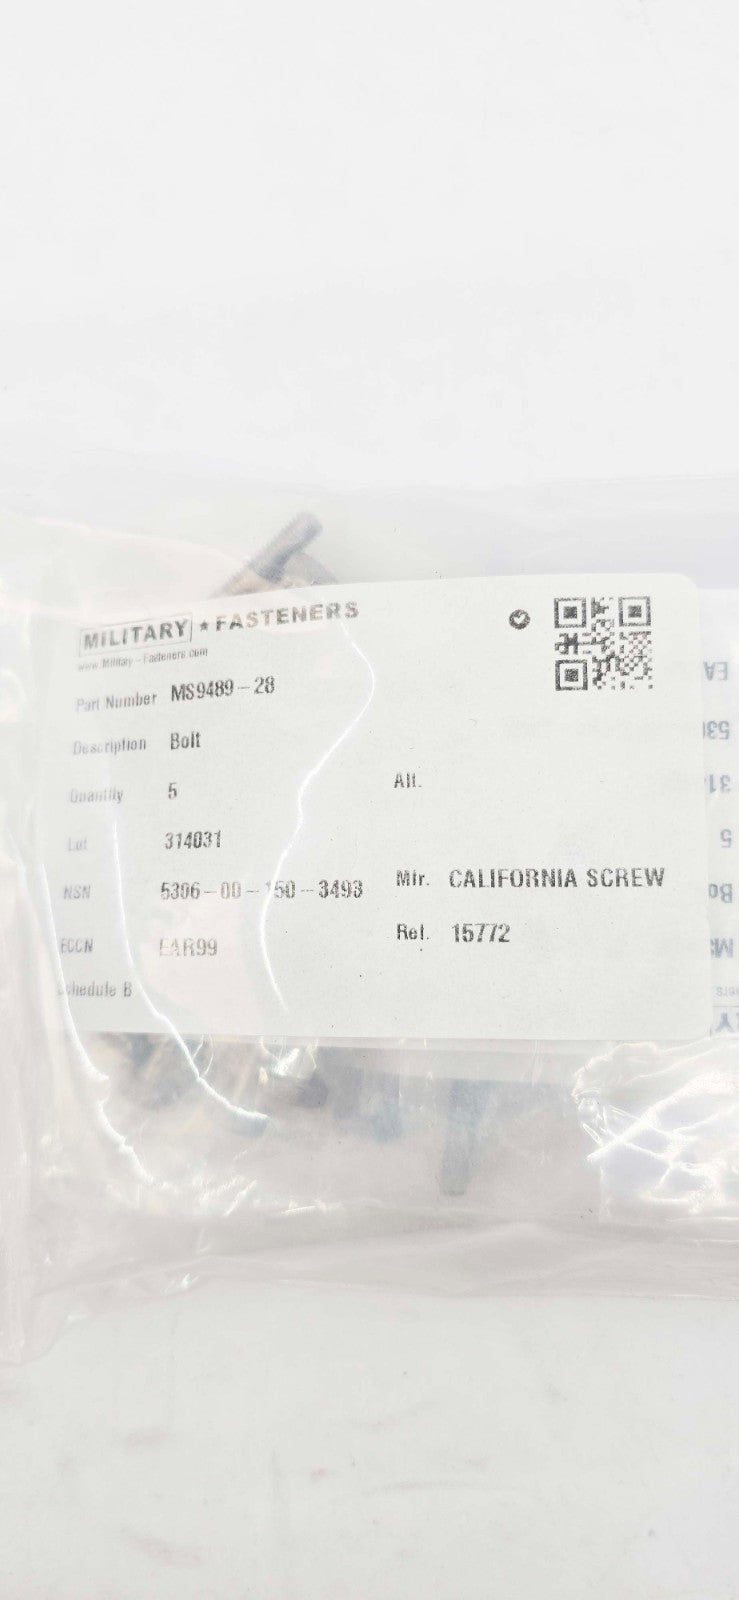 MILITARY ★ FASTENERS
www.Military-Fasteners.com
Part Number MS9489-28
Description Bolt
Quantity 5
Alt.
Lot 314031
NSN 5306-00-150-3493
Mfr. CALIFORNIA SCREW
ECCN EAR99
Ref. 15772
Schedule B